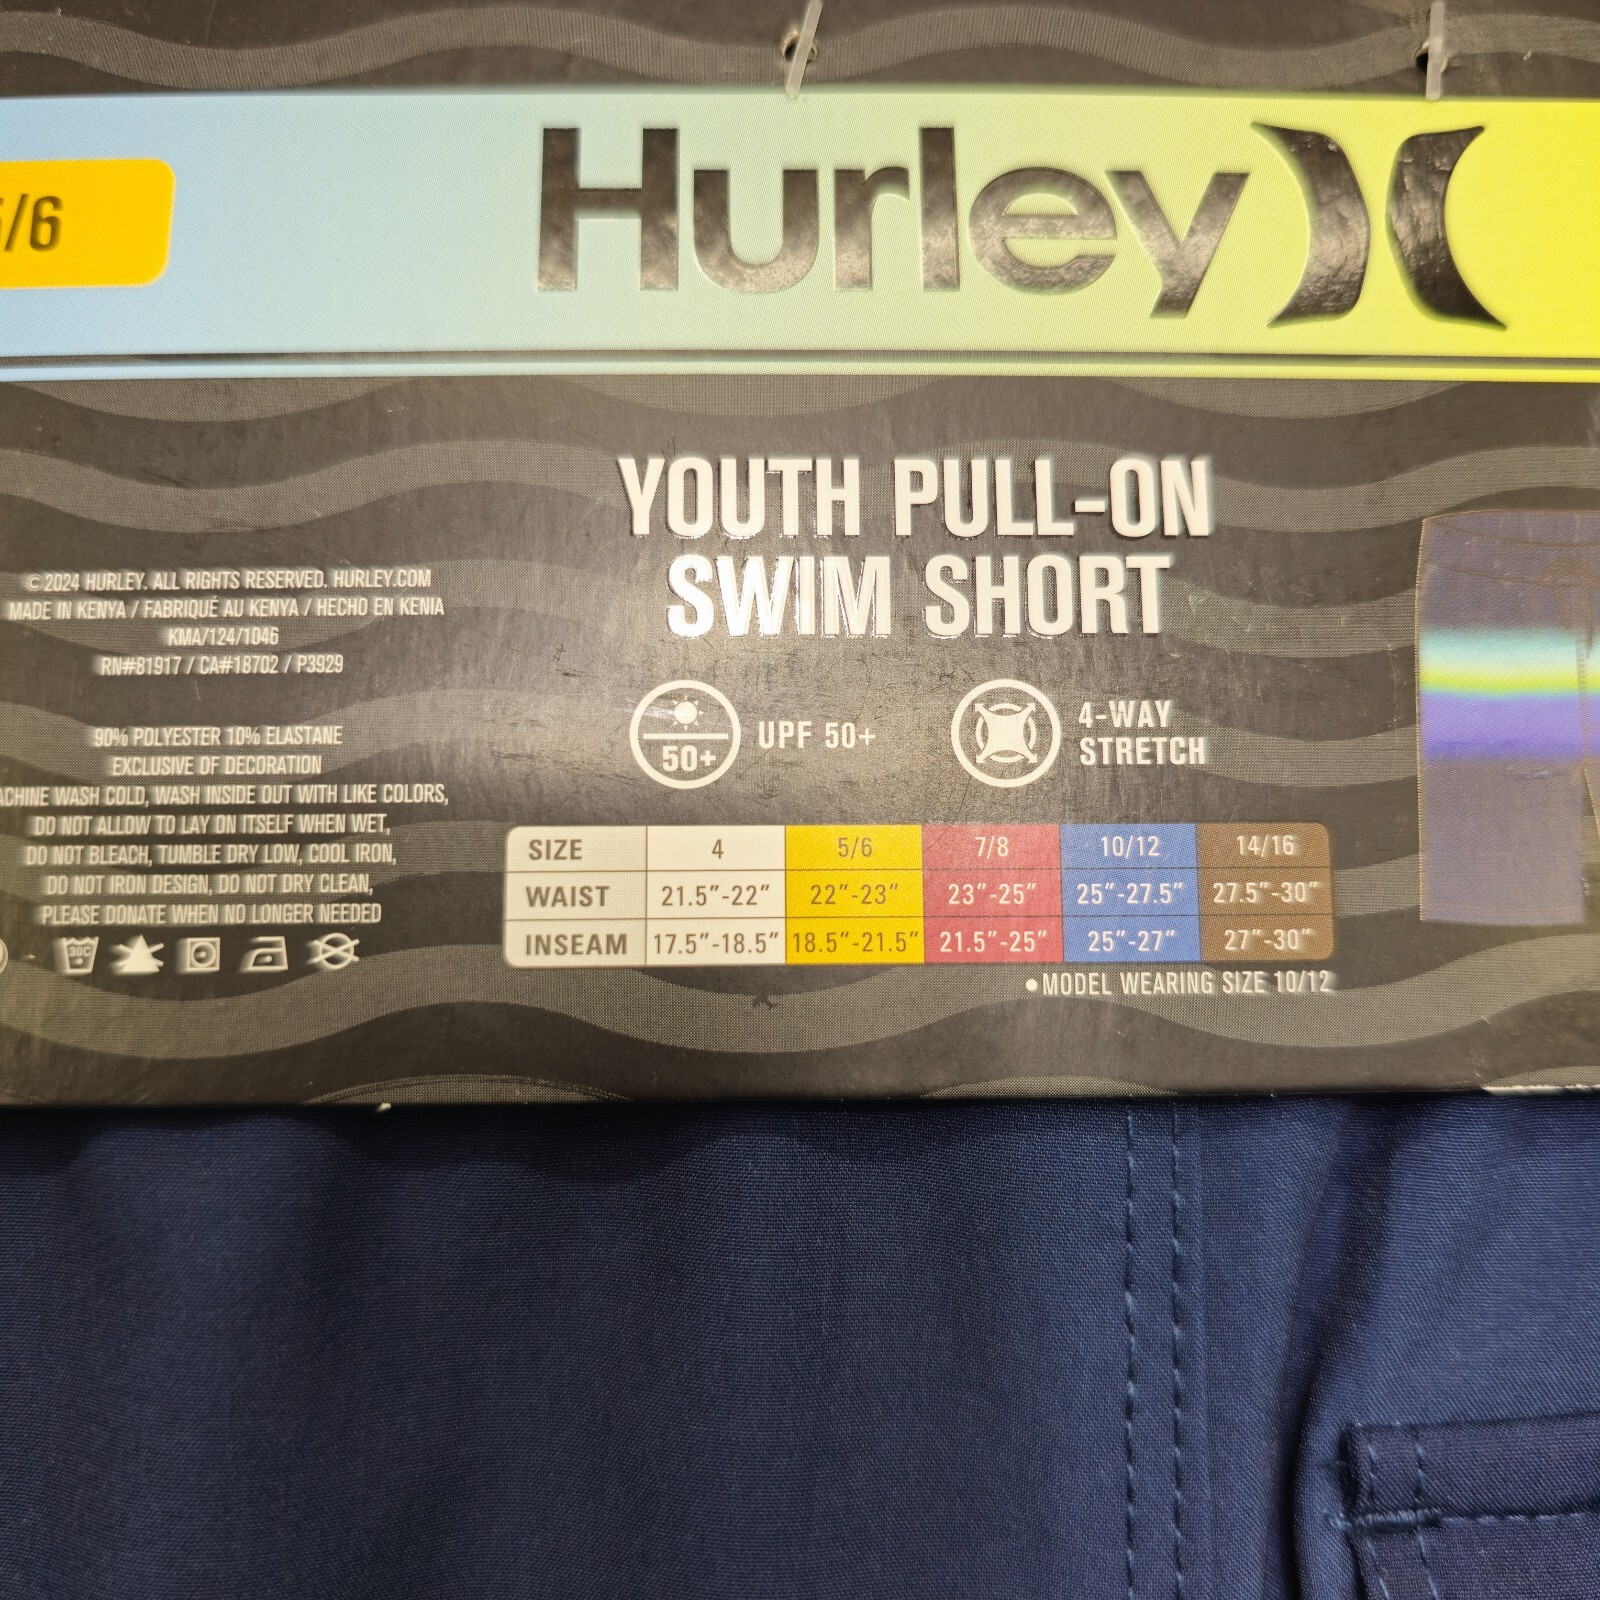 /6
Hurley
YOUTH PULL-ON
SWIM SHORT
© 2024 HURLEY. ALL RIGHTS RESERVED. HURLEY.COM
MADE IN KENYA / FABRIQUÉ AU KENYA / HECHO EN KENIA
KMA/124/1046
RN#81917 / CA#18702 / P3929
90% POLYESTER 10% ELASTANE
EXCLUSIVE OF DECORATION
WASH COLD, WASH INSIDE OUT WITH LIKE COLORS,
DO NOT ALLOW TO LAY ON ITSELF WHEN WET,
DO NOT BLEACH, TUMBLE DRY LOW, COOL IRON,
DO NOT IRON DESIGN, DO NOT DRY CLEAN,
PLEASE DONATE WHEN NO LONGER NEEDED
30C
50+
UPF 50+
4-WAY
STRETCH
SIZE 4 5/6 7/8 10/12 14/16
WAIST 21.5"-22" 22"-23" 23"-25" 25"-27.5" 27.5"-30"
INSEAM 17.5"-18.5" 18.5"-21.5" 21.5"-25" 25"-27" 27"-30"
• MODEL WEARING SIZE 10/12